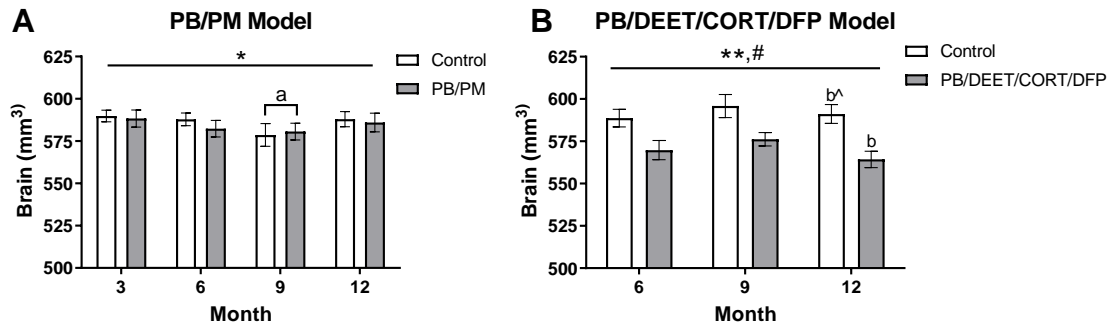 A
PB/PM Model
625
600
575
550
525
500
Brain (mm³)
*
a
Control
PB/PM
3 6 9 12
Month
B
PB/DEET/CORT/DFP Model
625
600
575
550
525
500
Brain (mm³)
**,#
b^
b
Control
PB/DEET/CORT/DFP
6 9 12
Month